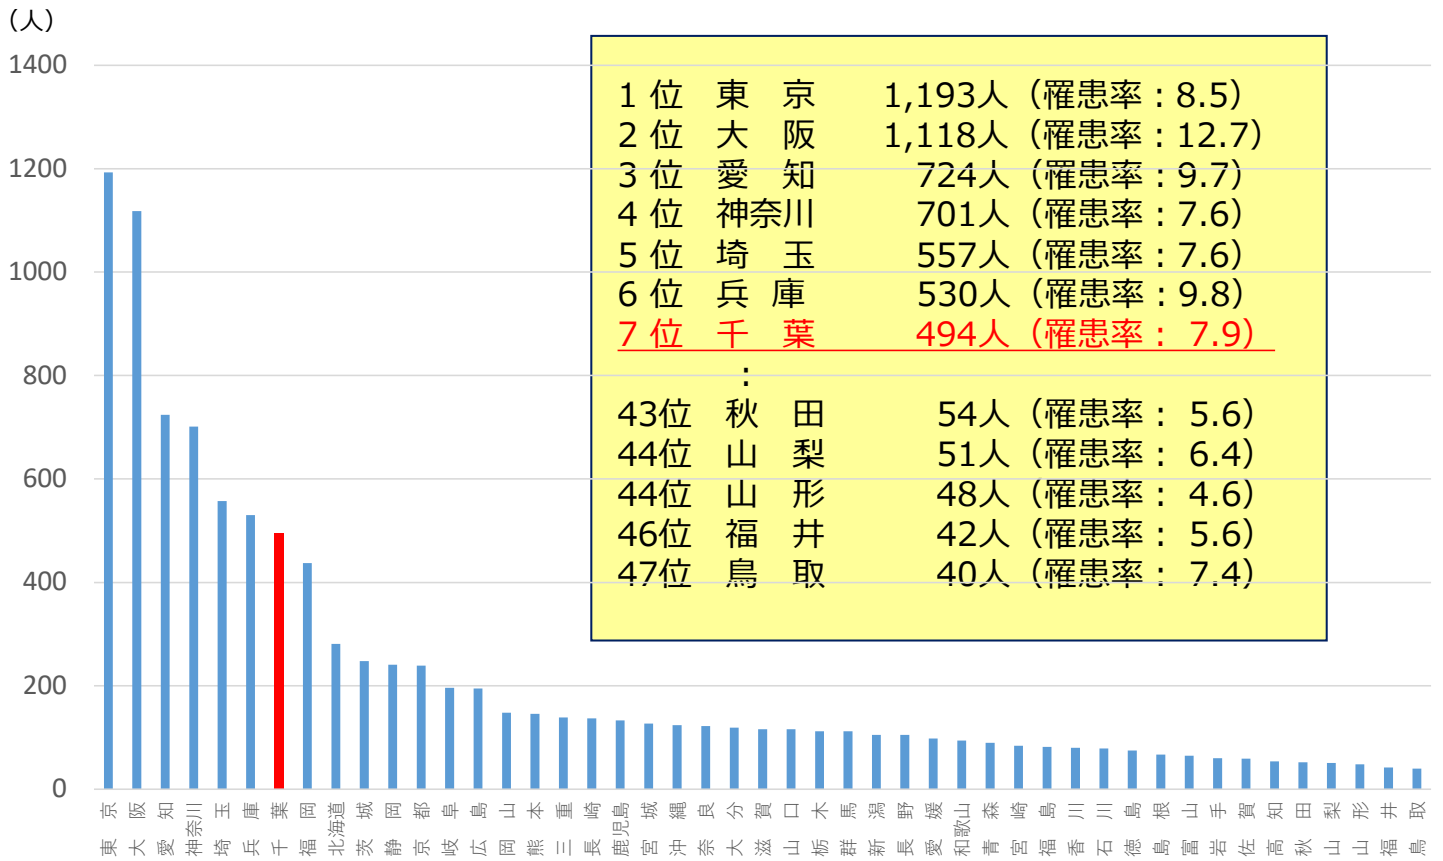 （人）
1400
1200
1000
800
600
400
200
0
1 位 東 京 1,193人（罹患率：8.5）
2 位 大 阪 1,118人（罹患率：12.7）
3 位 愛 知 724人（罹患率：9.7）
4 位 神奈川 701人（罹患率：7.6）
5 位 埼 玉 557人（罹患率：7.6）
6 位 兵 庫 530人（罹患率：9.8）
7 位 千 葉 494人（罹患率： 7.9）
：
43位 秋 田 54人（罹患率： 5.6）
44位 山 梨 51人（罹患率： 6.4）
44位 山 形 48人（罹患率： 4.6）
46位 福 井 42人（罹患率： 5.6）
47位 鳥 取 40人（罹患率： 7.4）
東 京
大 阪
愛 知
神奈川
埼 玉
兵 庫
千 葉
福 岡
北海道
茨 城
静 岡
京 都
岐 阜
広 島
岡 山
熊 本
三 重
長 崎
鹿児島
宮 城
沖 縄
奈 良
大 分
滋 賀
山 口
栃 木
群 馬
新 潟
長 野
愛 媛
和歌山
青 森
宮 崎
福 島
香 川
石 川
徳 島
島 根
富 山
岩 手
佐 賀
高 知
秋 田
山 梨
山 形
福 井
鳥 取